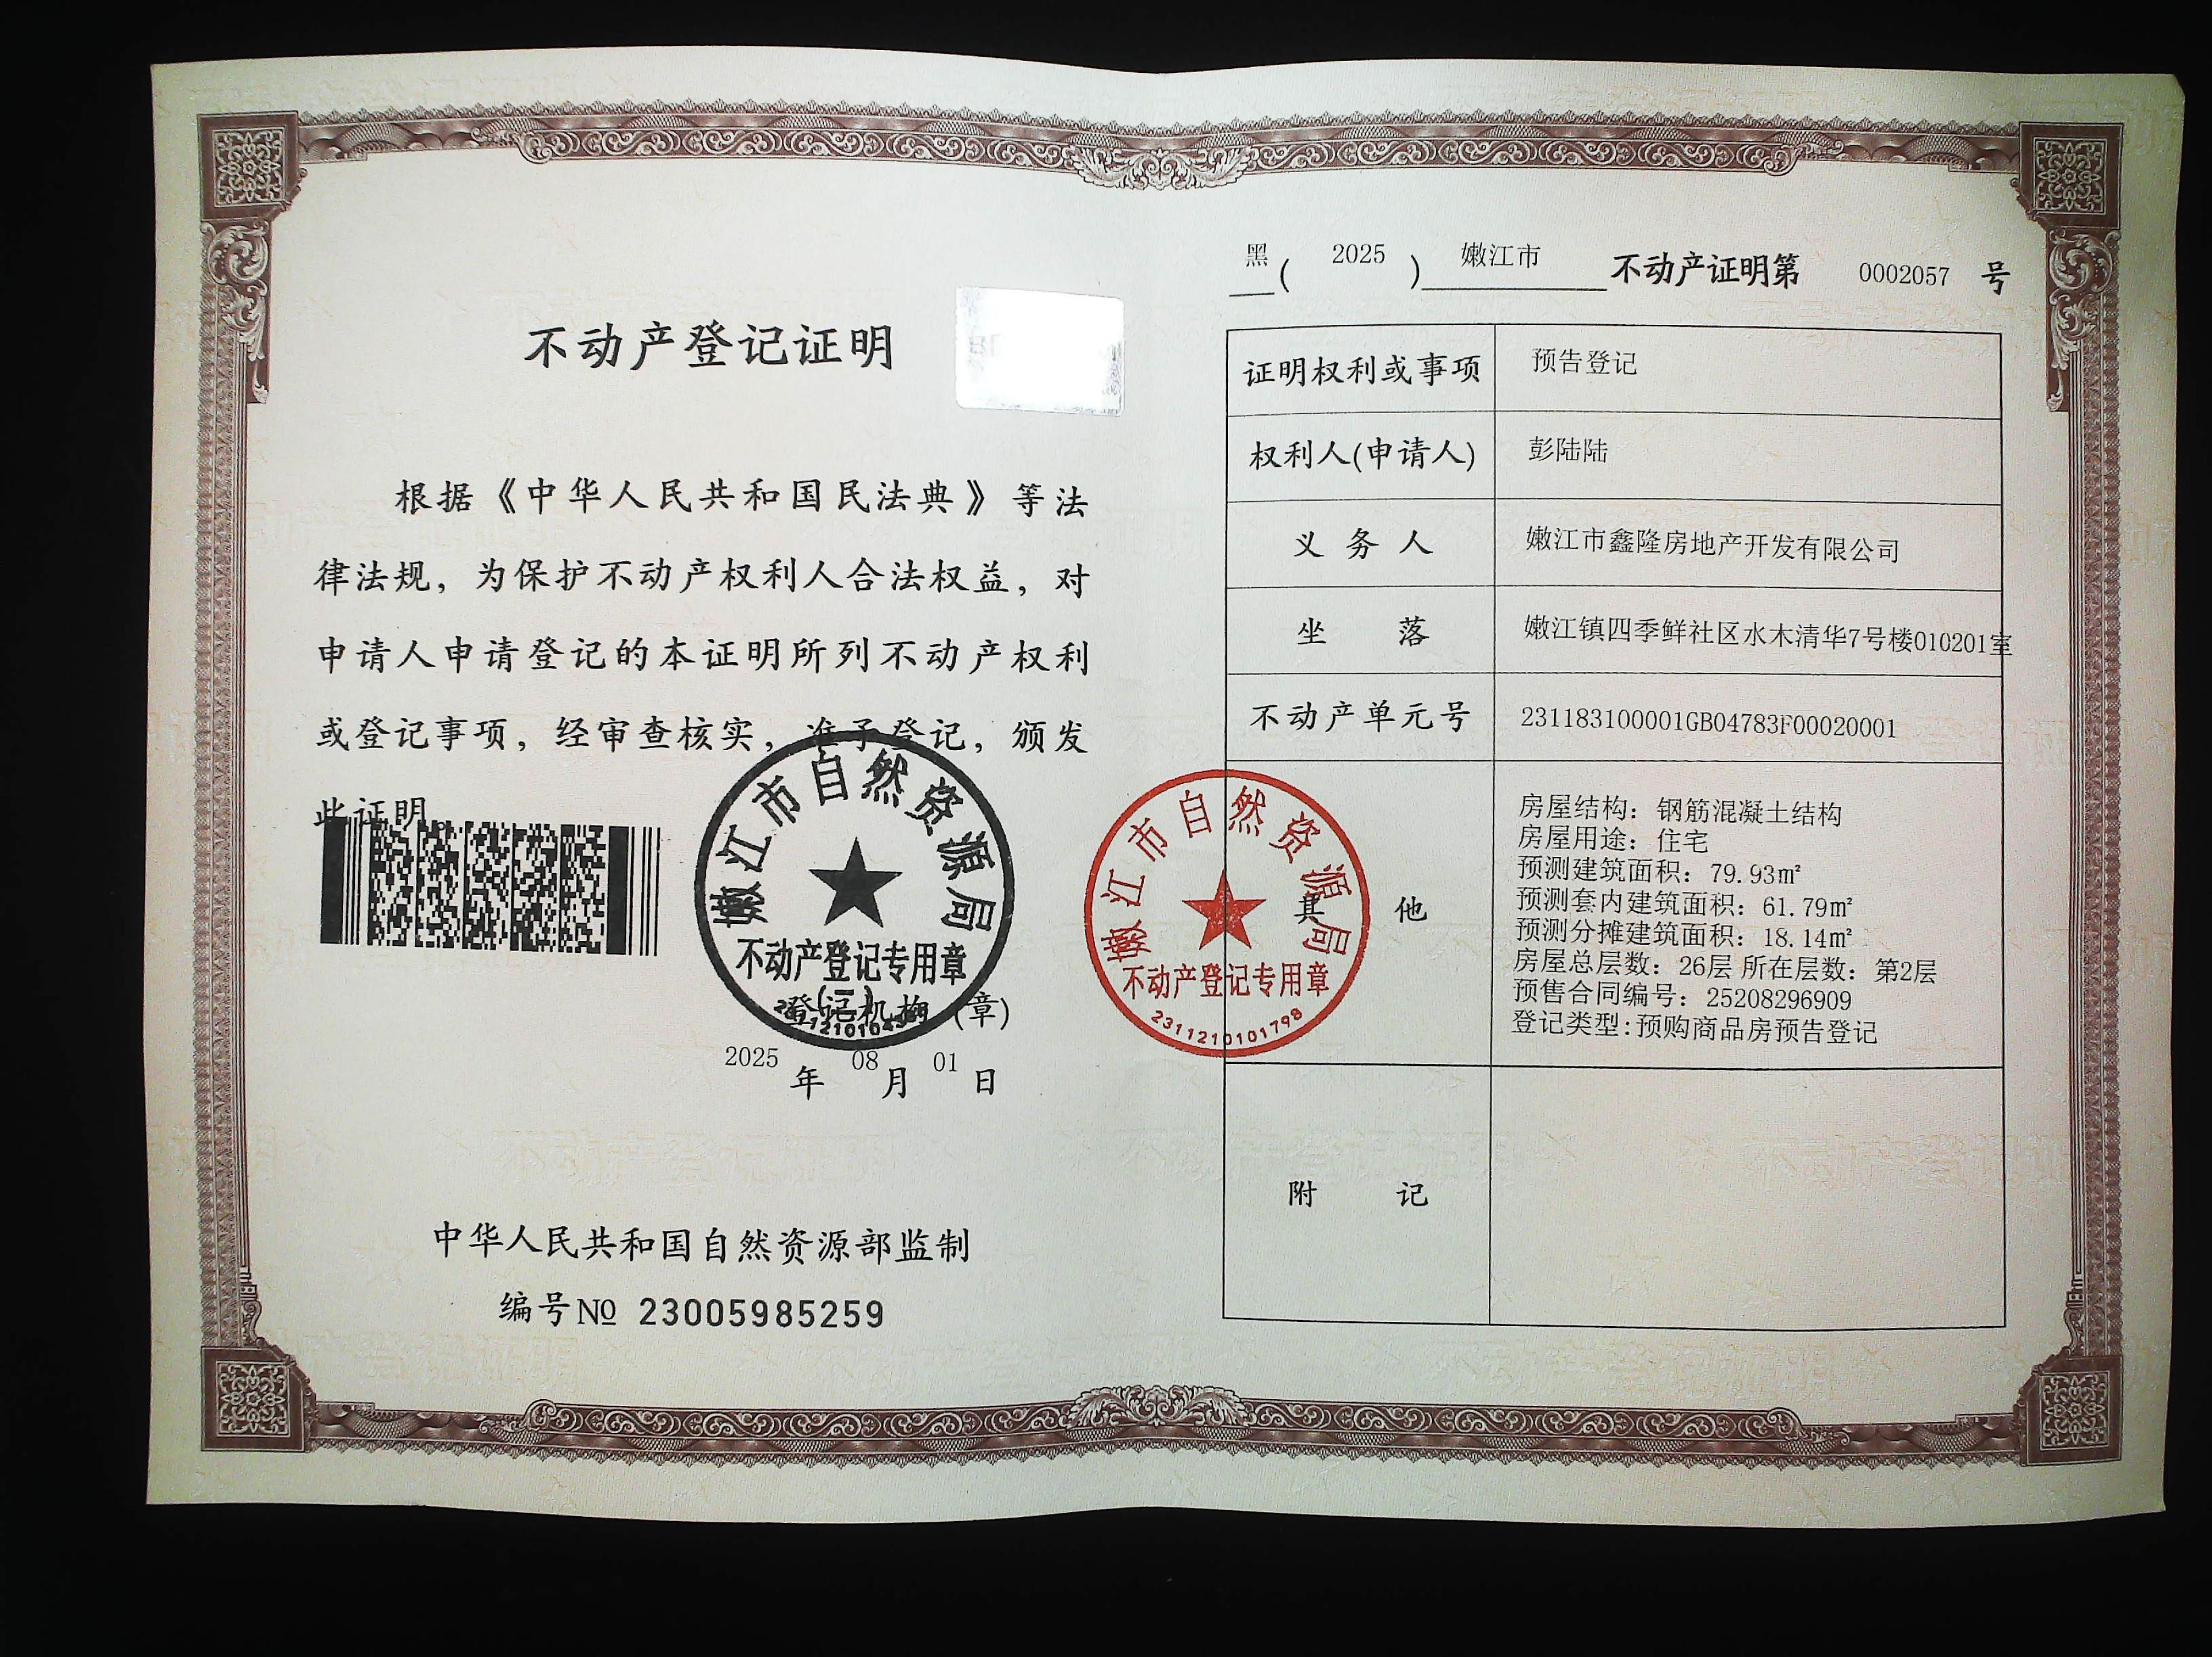 不动产登记证明
根据《中华人民共和国民法典》等法
律法规，为保护不动产权利人合法权益，对
申请人申请登记的本证明所列不动产权利
或登记事项，经审查核实，准予登记，颁发
此证明。
嫩江市自然资源局
不动产登记专用章
登记机构（章）
2025年08月01日
中华人民共和国自然资源部监制
编号№ 23005985259
黑(2025)嫩江市不动产证明第0002057号
证明权利或事项 预告登记
权利人(申请人) 彭陆陆
义务人 嫩江市鑫隆房地产开发有限公司
坐落 嫩江镇四季鲜社区水木清华7号楼010201室
不动产单元号 231183100001GB04783F00020001
其他
房屋结构：钢筋混凝土结构
房屋用途：住宅
预测建筑面积：79.93㎡
预测套内建筑面积：61.79㎡
预测分摊建筑面积：18.14㎡
房屋总层数：26层 所在层数：第2层
预售合同编号：25208296909
登记类型:预购商品房预告登记
嫩江市自然资源局
不动产登记专用章
2311210101798
附记